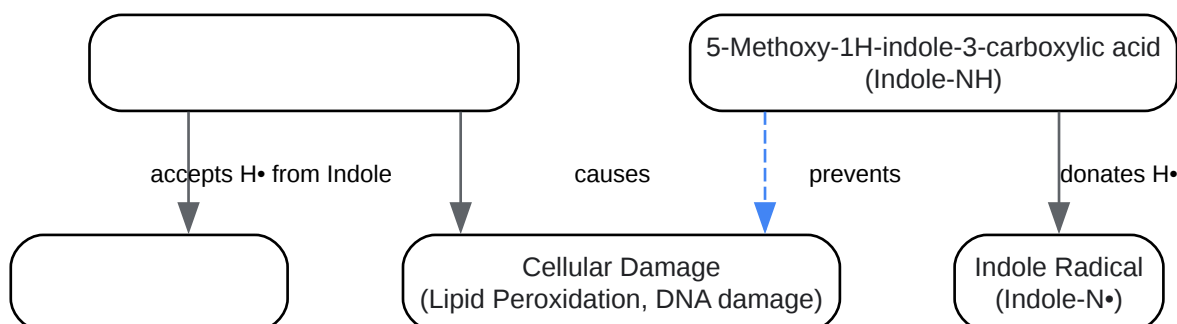 5-Methoxy-1H-indole-3-carboxylic acid
(Indole-NH)
accepts H• from Indole
causes
prevents
donates H•
Cellular Damage
(Lipid Peroxidation, DNA damage)
Indole Radical
(Indole-N•)